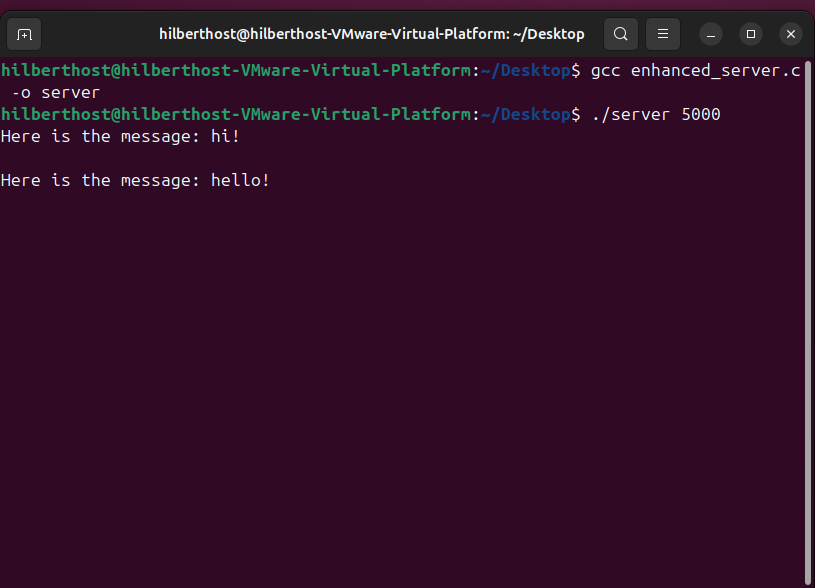 hilberthost@hilberthost-VMware-Virtual-Platform: ~/Desktop
hilberthost@hilberthost-VMware-Virtual-Platform:~/Desktop$ gcc enhanced_server.c
-o server
hilberthost@hilberthost-VMware-Virtual-Platform:~/Desktop$ ./server 5000
Here is the message: hi!
Here is the message: hello!